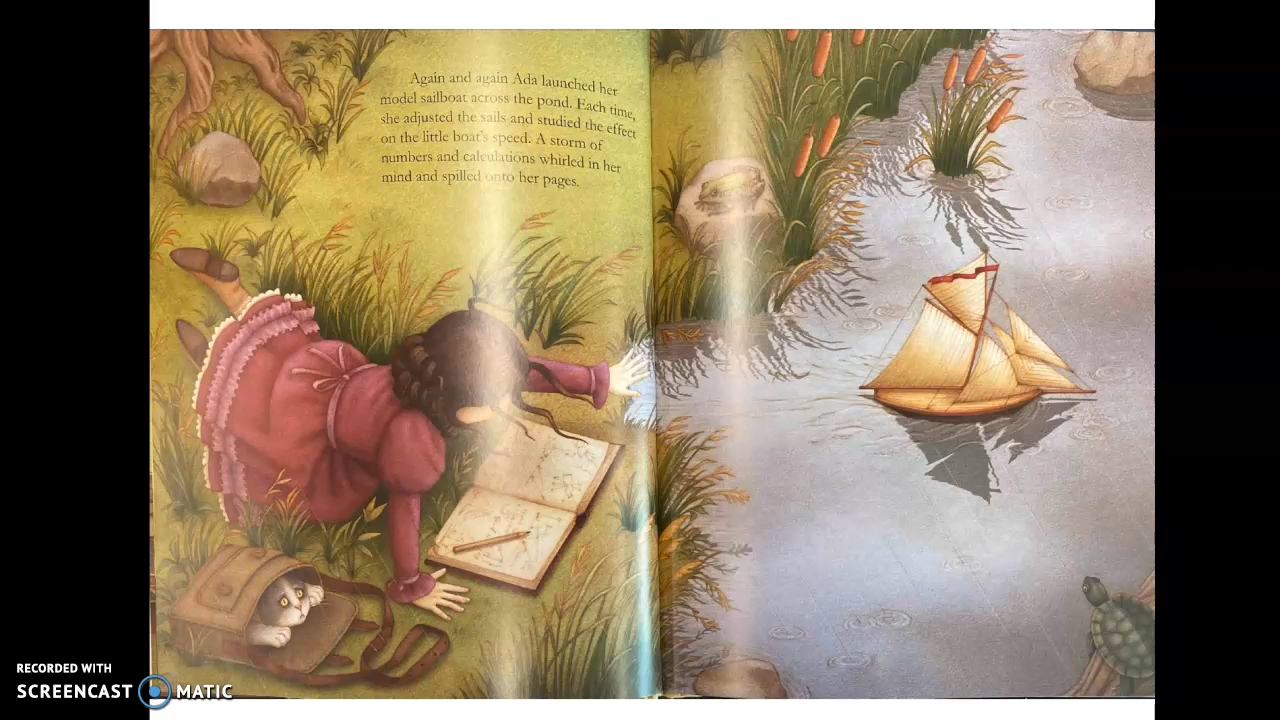 Again and again Ada launched her
model sailboat across the pond. Each time,
she adjusted the sails and studied the effect
on the little boat's speed. A storm of
numbers and calculations whirled in her
mind and spilled onto her pages.
RECORDED WITH
SCREENCAST MATIC